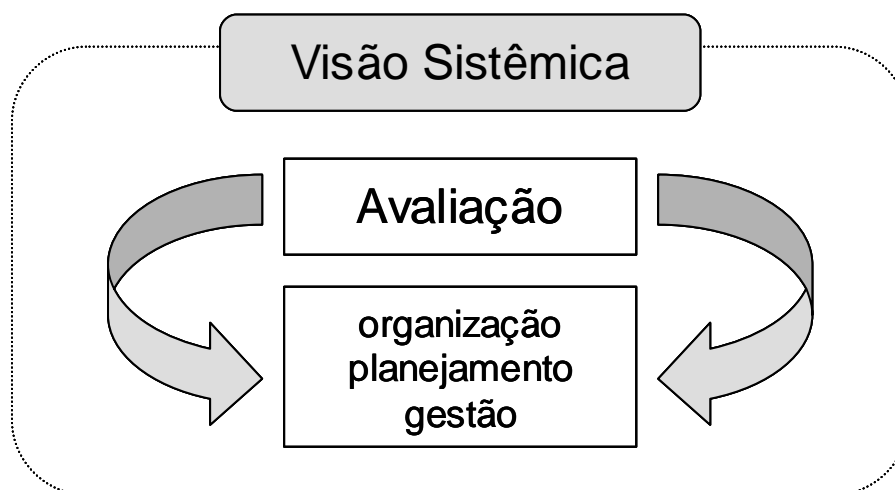 Visão Sistêmica
Avaliação
organização
planejamento
gestão